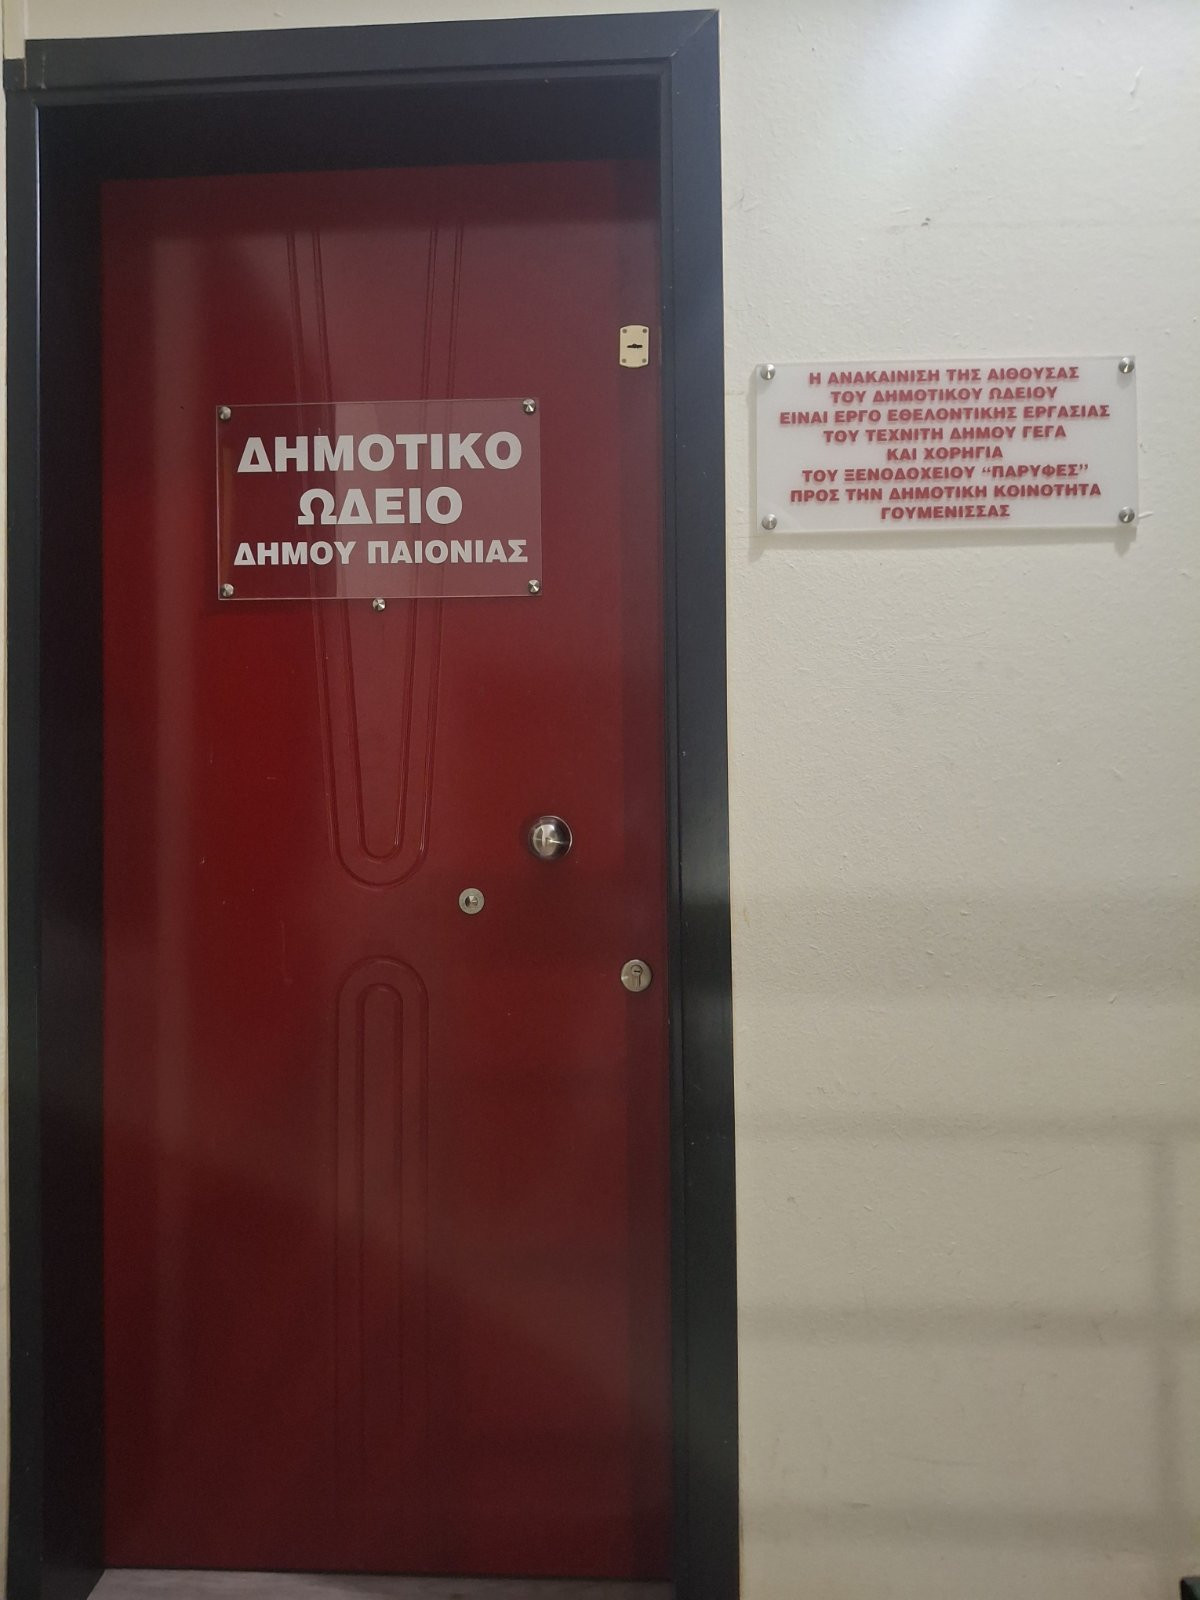 ΔΗΜΟΤΙΚΟ
ΩΔΕΙΟ
ΔΗΜΟΥ ΠΑΙΟΝΙΑΣ
Η ΑΝΑΚΑΙΝΙΣΗ ΤΗΣ ΑΙΘΟΥΣΑΣ
ΤΟΥ ΔΗΜΟΤΙΚΟΥ ΩΔΕΙΟΥ
ΕΙΝΑΙ ΕΡΓΟ ΕΘΕΛΟΝΤΙΚΗΣ ΕΡΓΑΣΙΑΣ
ΤΟΥ ΤΕΧΝΙΤΗ ΔΗΜΟΥ ΓΕΓΑ
ΚΑΙ ΧΟΡΗΓΙΑ
ΤΟΥ ΞΕΝΟΔΟΧΕΙΟΥ “ΠΑΡΥΦΕΣ”
ΠΡΟΣ ΤΗΝ ΔΗΜΟΤΙΚΗ ΚΟΙΝΟΤΗΤΑ
ΓΟΥΜΕΝΙΣΣΑΣ